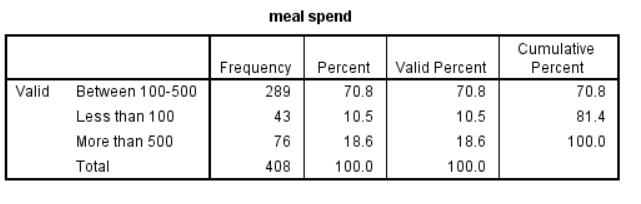 meal spend
Frequency Percent Valid Percent Cumulative Percent
Valid Between 100-500 289 70.8 70.8 70.8
Less than 100 43 10.5 10.5 81.4
More than 500 76 18.6 18.6 100.0
Total 408 100.0 100.0